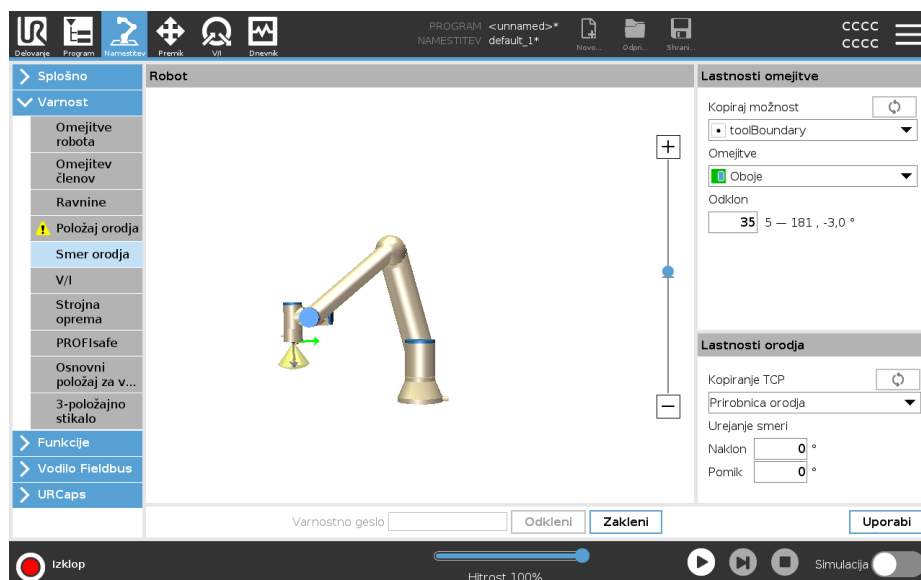 PROGRAM <unnamed>*
NAMESTITEV default_1*
Delovanje
Program
Namestitev
Premik
V/I
Dnevnik
Novo...
Odpri...
Shrani...
CCCC
CCCC
Splošno
Varnost
Omejitve
robota
Omejitev
členov
Ravnine
Položaj orodja
Smer orodja
V/I
Strojna
oprema
PROFIsafe
Osnovni
položaj za v...
3-položajno
stikalo
Funkcije
Vodilo Fieldbus
URCaps
Robot
Lastnosti omejitve
Kopiraj možnost
toolBoundary
Omejitve
Oboje
Odklon
35 5 — 181 , -3,0 °
Lastnosti orodja
Kopiranje TCP
Prirobnica orodja
Urejanje smeri
Naklon 0 °
Pomik 0 °
Varnostno geslo
Odkleni
Zakleni
Uporabi
Izklop
Hitrost 100%
Simulacija